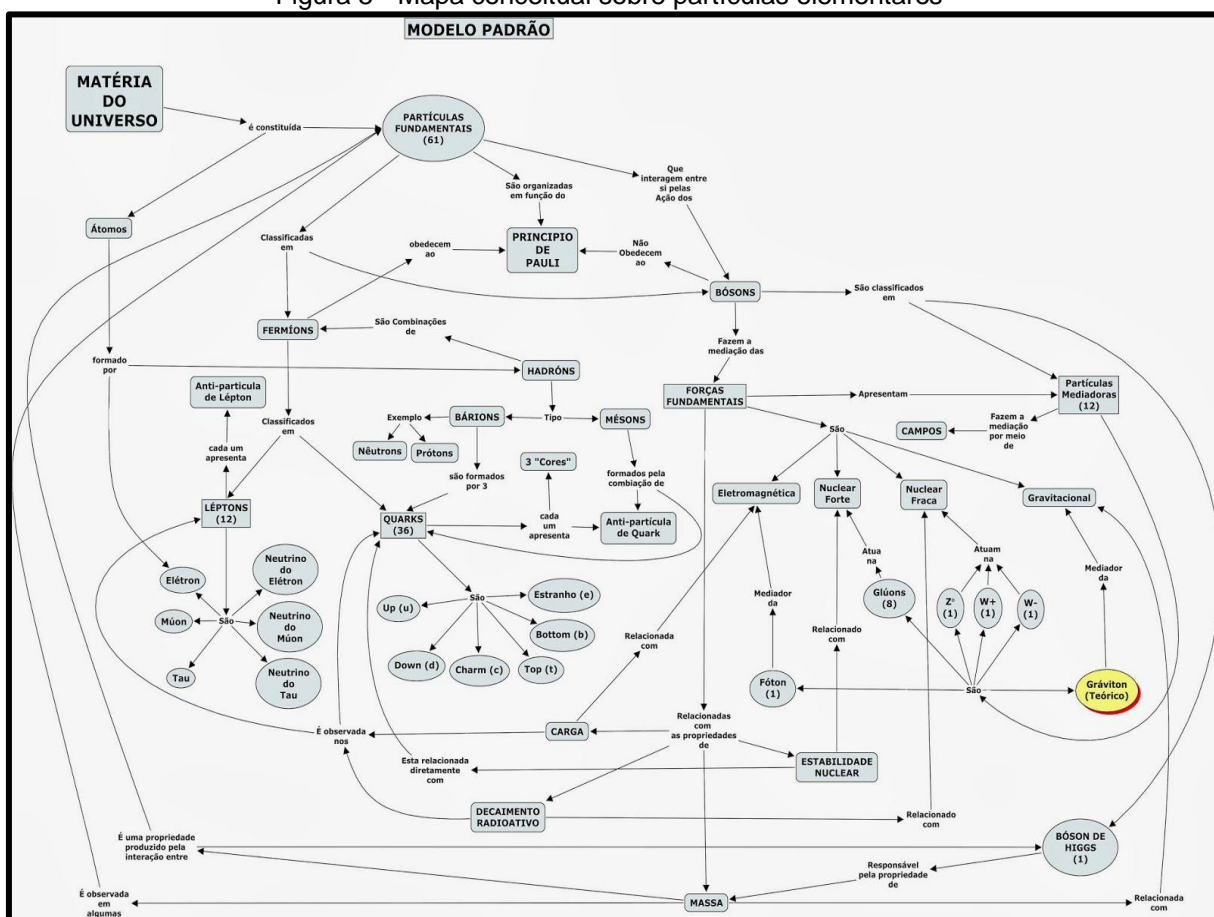 Figura 3 - Mapa conceitual sobre partículas elementares
MODELO PADRÃO
MATÉRIA
DO
UNIVERSO
é constituída
PARTÍCULAS
FUNDAMENTAIS
(61)
Que
interagem entre
si pelas
Ação dos
São organizadas
em função do
Átomos
Classificadas
em
obedecem
ao
PRINCIPIO
DE
PAULI
Não
Obedecem
ao
BÓSONS
São classificados
em
FERMÍONS
São Combinações
de
Fazem a
mediação das
formado
por
HADRÓNS
Anti-particula
de Lépton
Classificados
em
Exemplo
BÁRIONS
Tipo
MÉSONS
FORÇAS
FUNDAMENTAIS
Apresentam
Partículas
Mediadoras
(12)
Fazem a
mediação
por meio
de
CAMPOS
São
Nêutrons
Prótons
cada um
apresenta
3 "Cores"
são formados
por 3
formados pela
combiação de
Eletromagnética
Nuclear
Forte
Nuclear
Fraca
Gravitacional
LÉPTONS
(12)
QUARKS
(36)
cada
um
apresenta
Anti-partícula
de Quark
Atua
na
Atuam
na
Elétron
Neutrino
do
Elétron
Múon
São
Neutrino
do
Múon
Tau
Neutrino
do
Tau
São
Up (u)
Estranho (e)
Bottom (b)
Down (d)
Charm (c)
Top (t)
Mediador
da
Glúons
(8)
Z°
(1)
W+
(1)
W-
(1)
Mediador
da
Relacionada
com
Relacionado
com
Fóton
(1)
São
Gráviton
(Teórico)
É observada
nos
CARGA
Relacionadas
com
as propriedades
de
Esta relacionada
diretamente
com
ESTABILIDADE
NUCLEAR
DECAIMENTO
RADIOATIVO
Relacionado
com
É uma propriedade
produzido pela
interação entre
BÓSON DE
HIGGS
(1)
Responsável
pela propriedade
de
É observada
em
algumas
MASSA
Relacionada
com